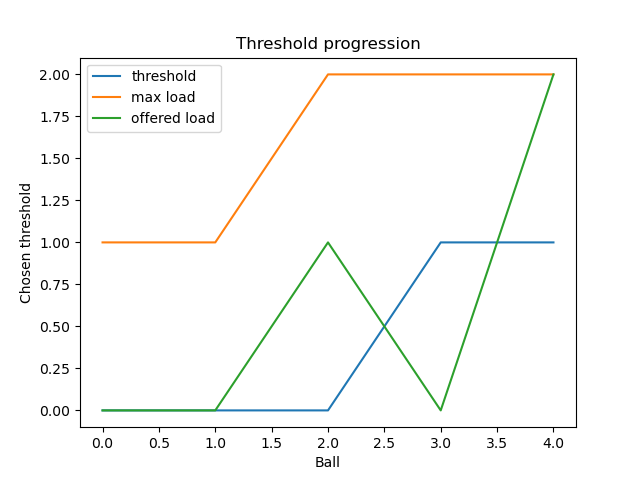 Threshold progression
threshold
max load
offered load
2.00
1.75
1.50
1.25
1.00
0.75
0.50
0.25
0.00
Chosen threshold
0.0 0.5 1.0 1.5 2.0 2.5 3.0 3.5 4.0
Ball